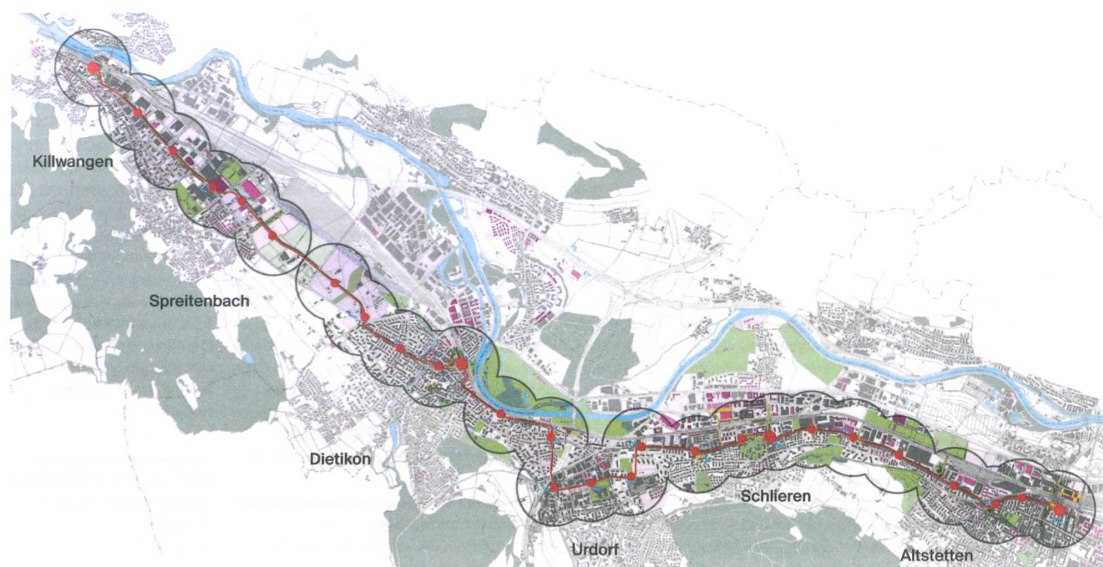 Killwangen
Spreitenbach
Dietikon
Urdorf
Schlieren
Altstetten